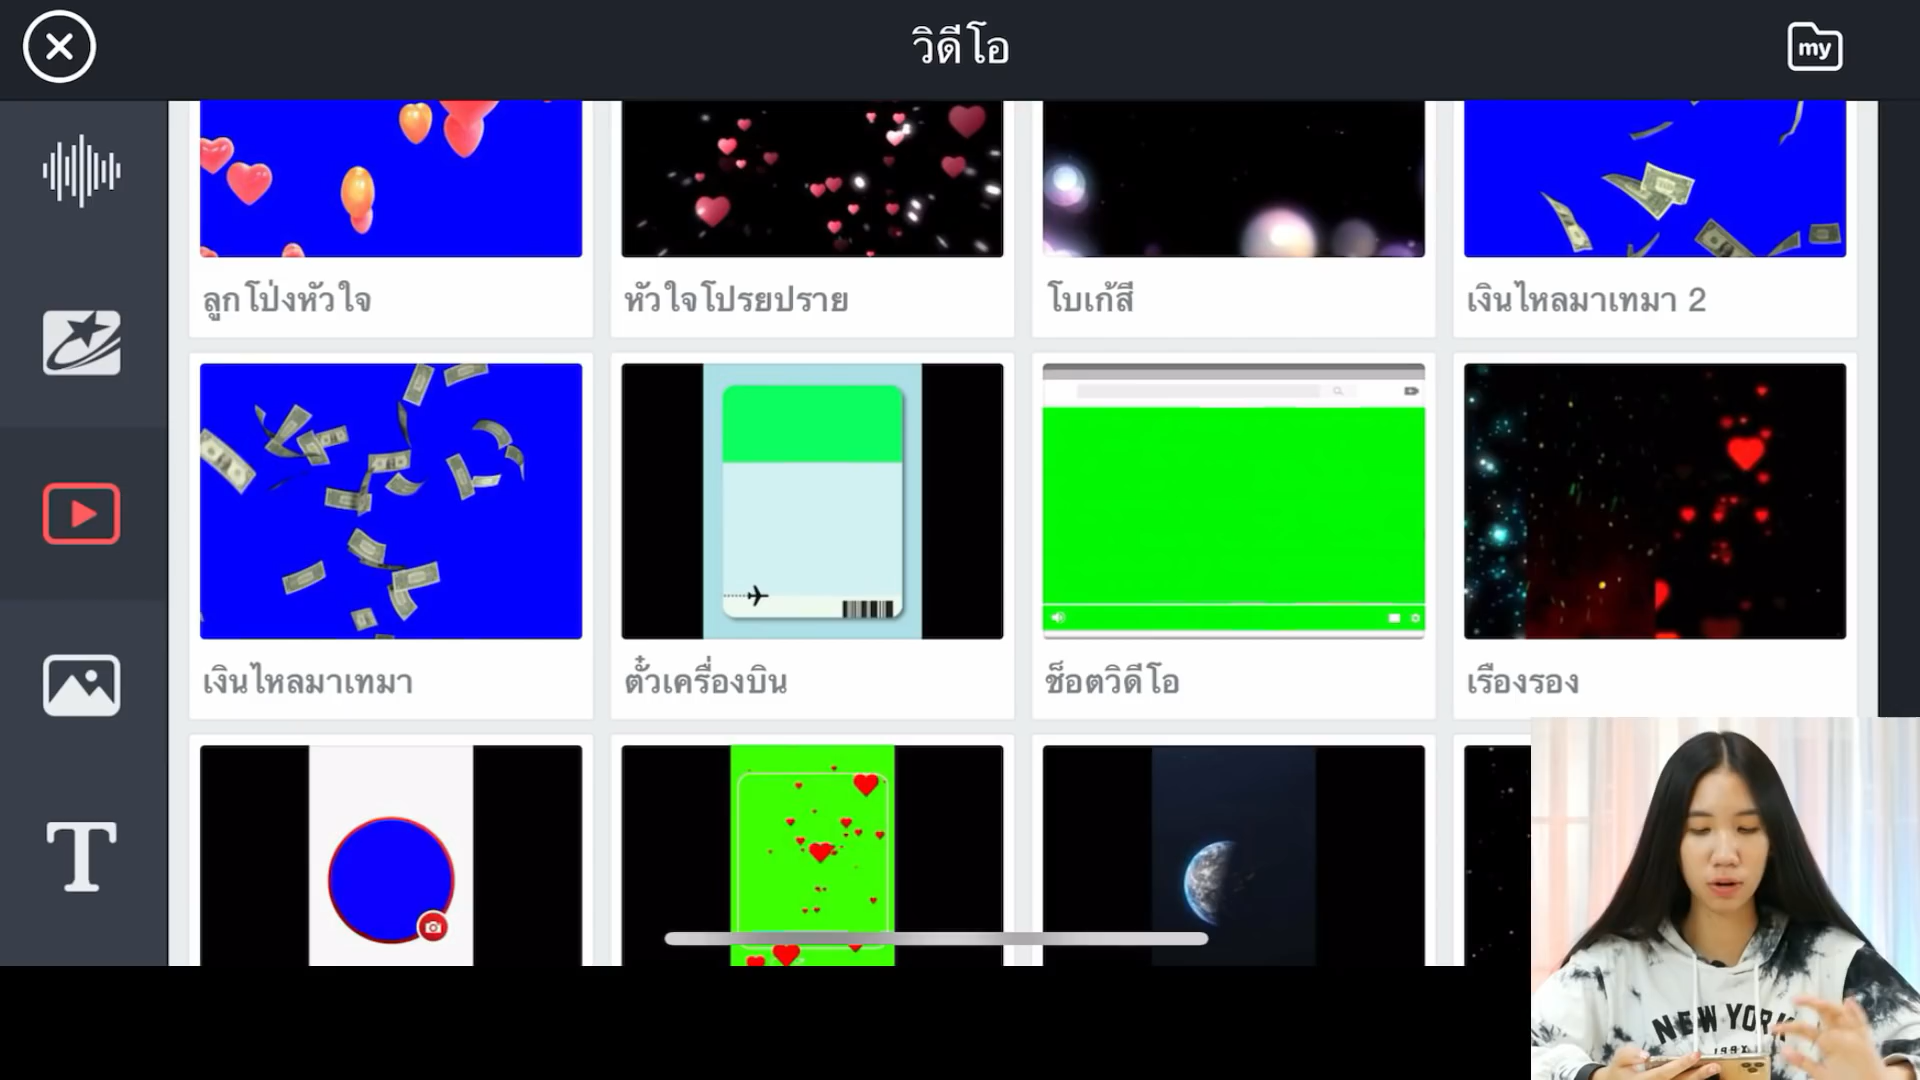 วิดีโอ
my
ลูกโป่งหัวใจ
หัวใจโปรยปราย
โบเก้สี
เงินไหลมาเทมา 2
เงินไหลมาเทมา
ตั๋วเครื่องบิน
ช็อตวิดีโอ
เรืองรอง
T
NEW YORK
1992